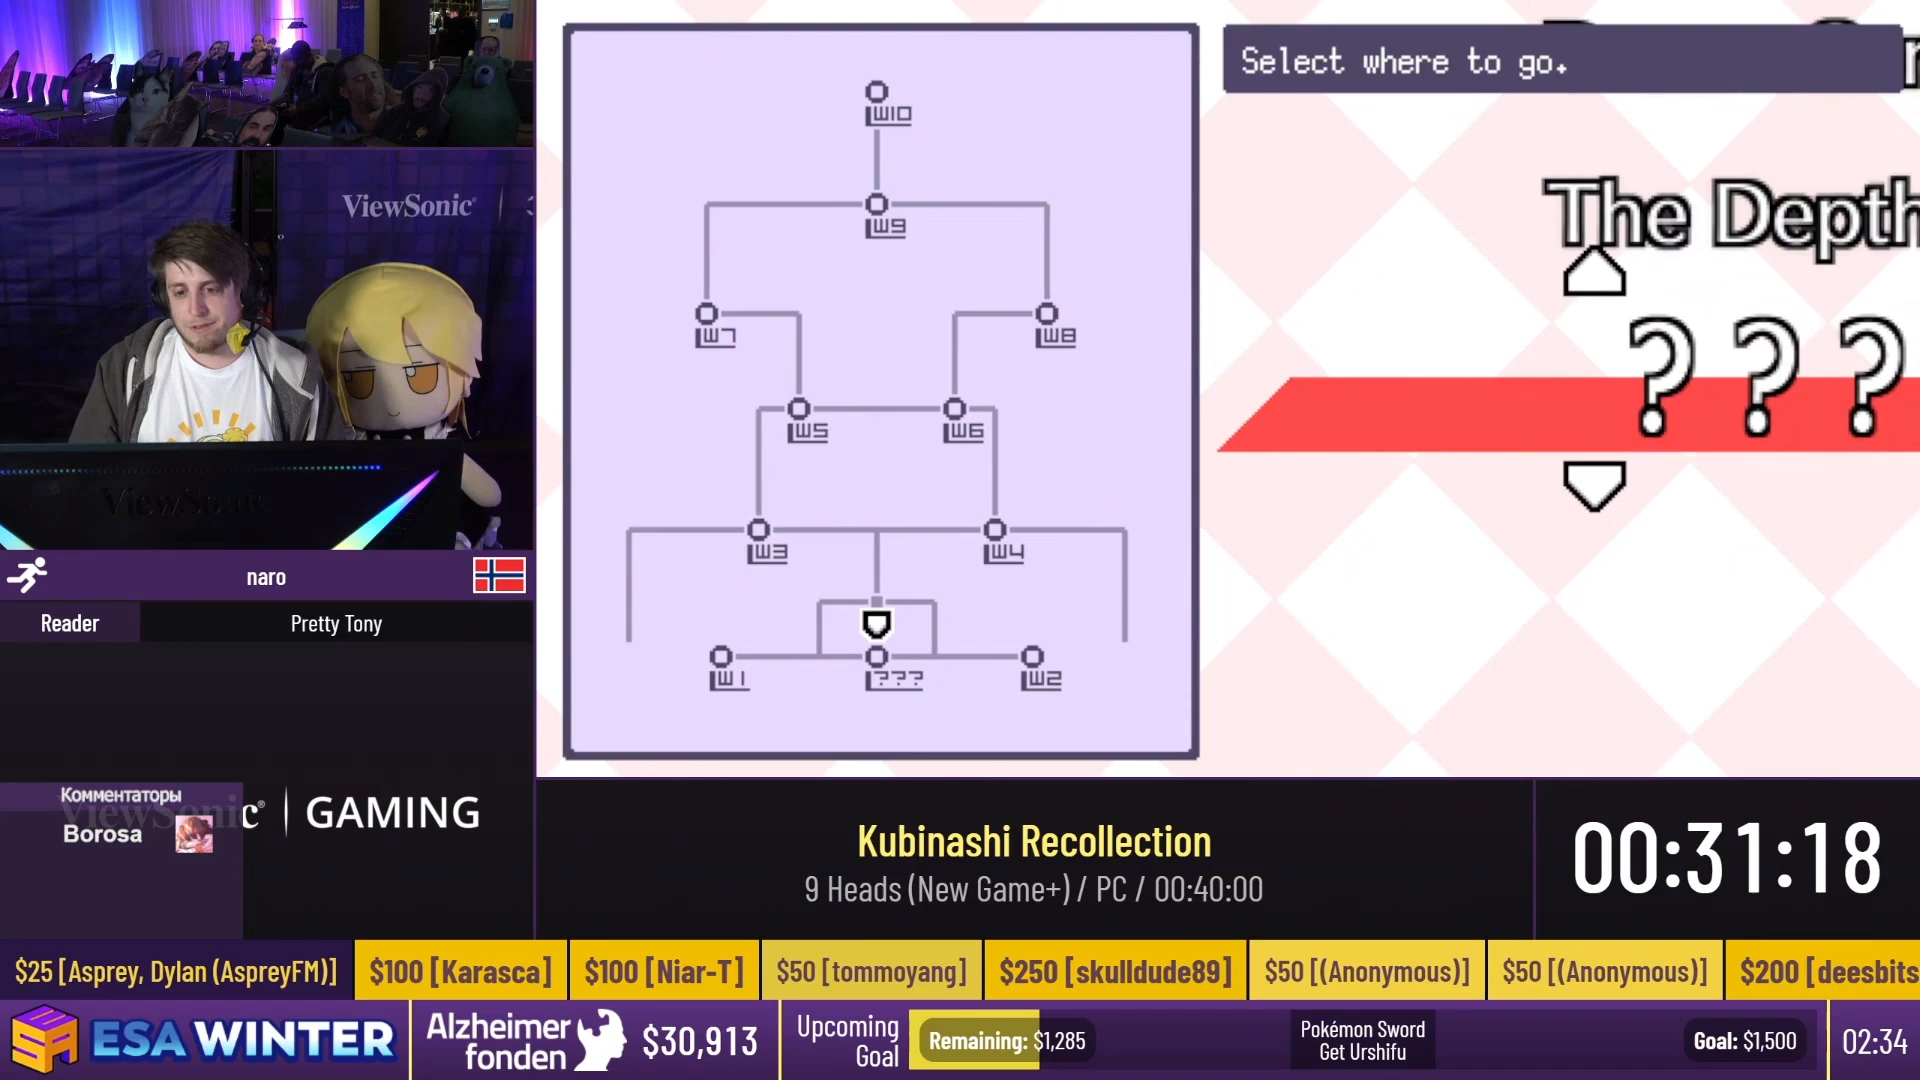 ViewSonic
ViewSonic
naro
Reader
Pretty Tony
Комментаторы
Borosa
ViewSonic | GAMING
Select where to go.
W10
W9
W7
W8
W5
W6
W3
W4
W1
???
W2
The Depth
???
Kubinashi Recollection
9 Heads (New Game+) / PC / 00:40:00
00:31:18
$25 [Asprey, Dylan (AspreyFM)]
$100 [Karasca]
$100 [Niar-T]
$50 [tommoyang]
$250 [skulldude89]
$50 [(Anonymous)]
$50 [(Anonymous)]
$200 [deesbits
ESA WINTER
Alzheimer
fonden
$30,913
Upcoming
Goal
Remaining: $1,285
Pokémon Sword
Get Urshifu
Goal: $1,500
02:34